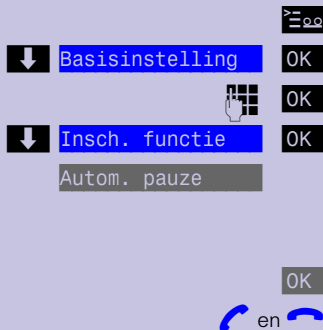 Basisinstelling OK
OK
Insch. functie OK
Autom. pauze
OK
en